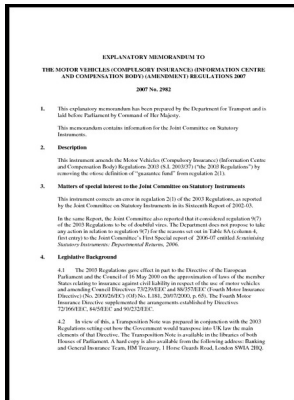 EXPLANATORY MEMORANDUM TO
THE MOTOR VEHICLES (COMPULSORY INSURANCE) (INFORMATION CENTRE
AND COMPENSATION BODY) (AMENDMENT) REGULATIONS 2007
2007 No. 2982
1. This explanatory memorandum has been prepared by the Department for Transport and is
laid before Parliament by Command of Her Majesty.
This memorandum contains information for the Joint Committee on Statutory
Instruments.
2. Description
This instrument amends the Motor Vehicles (Compulsory Insurance) (Information Centre
and Compensation Body) Regulations 2003 (S.I. 2003/37) ("the 2003 Regulations") by
removing the otiose definition of "guarantee fund" from regulation 2(1).
3. Matters of special interest to the Joint Committee on Statutory Instruments
This instrument corrects an error in regulation 2(1) of the 2003 Regulations, as reported
by the Joint Committee on Statutory Instruments in its Sixteenth Report of 2002-03.
In the same Report, the Joint Committee also reported that it considered regulation 9(7)
of the 2003 Regulations to be of doubtful vires. The Department does not propose to take
any action in relation to regulation 9(7) for the reasons set out in Table 8A (column 4,
first entry) to the Joint Committee's First Special report of 2006-07 entitled Scrutinising
Statutory Instruments: Departmental Returns, 2006.
4. Legislative Background
4.1 The 2003 Regulations gave effect in part to the Directive of the European
Parliament and the Council of 16 May 2000 on the approximation of laws of the member
States relating to insurance against civil liability in respect of the use of motor vehicles
and amending Council Directives 73/239/EEC and 88/357/EEC (Fourth Motor Insurance
Directive) (No. 2000/26/EC) (OJ No. L181, 20/07/2000, p. 65). The Fourth Motor
Insurance Directive supplemented the arrangements established by Directives
72/166/EEC, 84/5/EEC and 90/232/EEC.
4.2 In view of this, a Transposition Note was prepared in conjunction with the 2003
Regulations setting out how the Government would transpose into UK law the main
elements of that Directive. The Transposition Note is available in the libraries of both
Houses of Parliament. A hard copy is also available from the following address: Banking
and General Insurance Team, HM Treasury, 1 Horse Guards Road, London SW1A 2HQ.